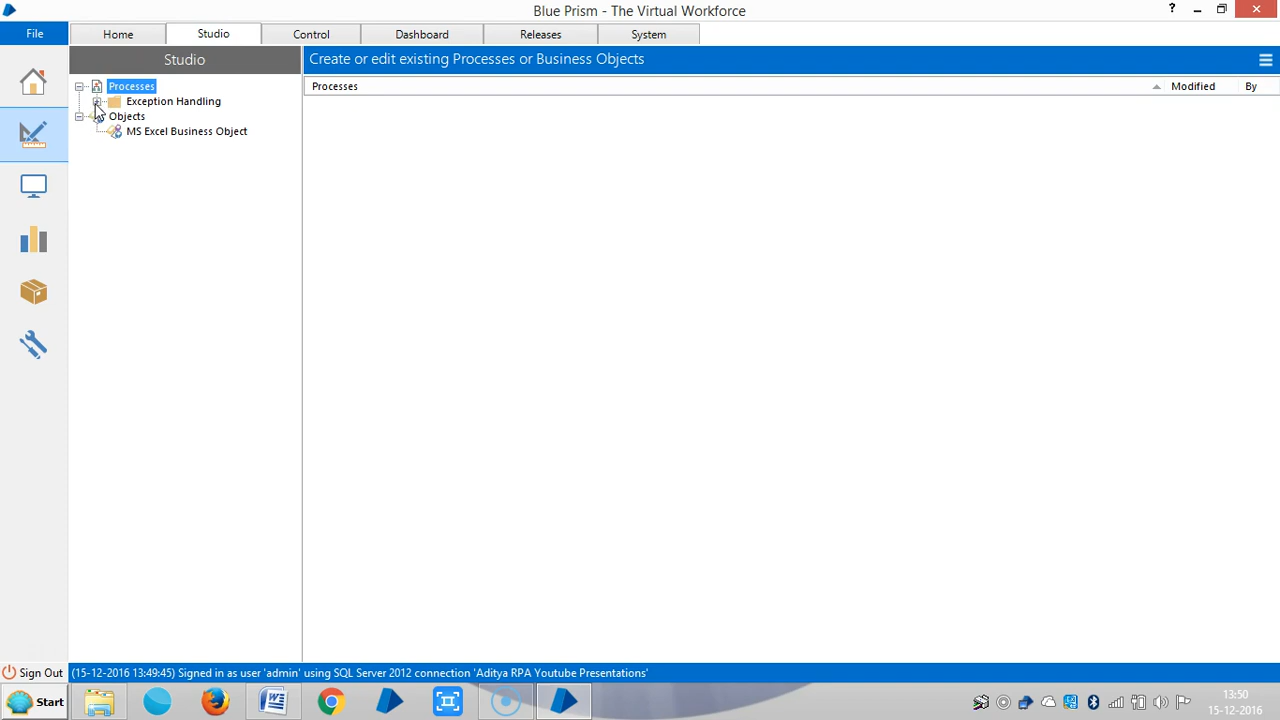 Blue Prism - The Virtual Workforce
?
File
Home
Studio
Control
Dashboard
Releases
System
Studio
Create or edit existing Processes or Business Objects
Processes
Processes
Modified
By
Exception Handling
Objects
MS Excel Business Object
Sign Out
(15-12-2016 13:49:45) Signed in as user 'admin' using SQL Server 2012 connection 'Aditya RPA Youtube Presentations'
Start
13:50
15-12-2016